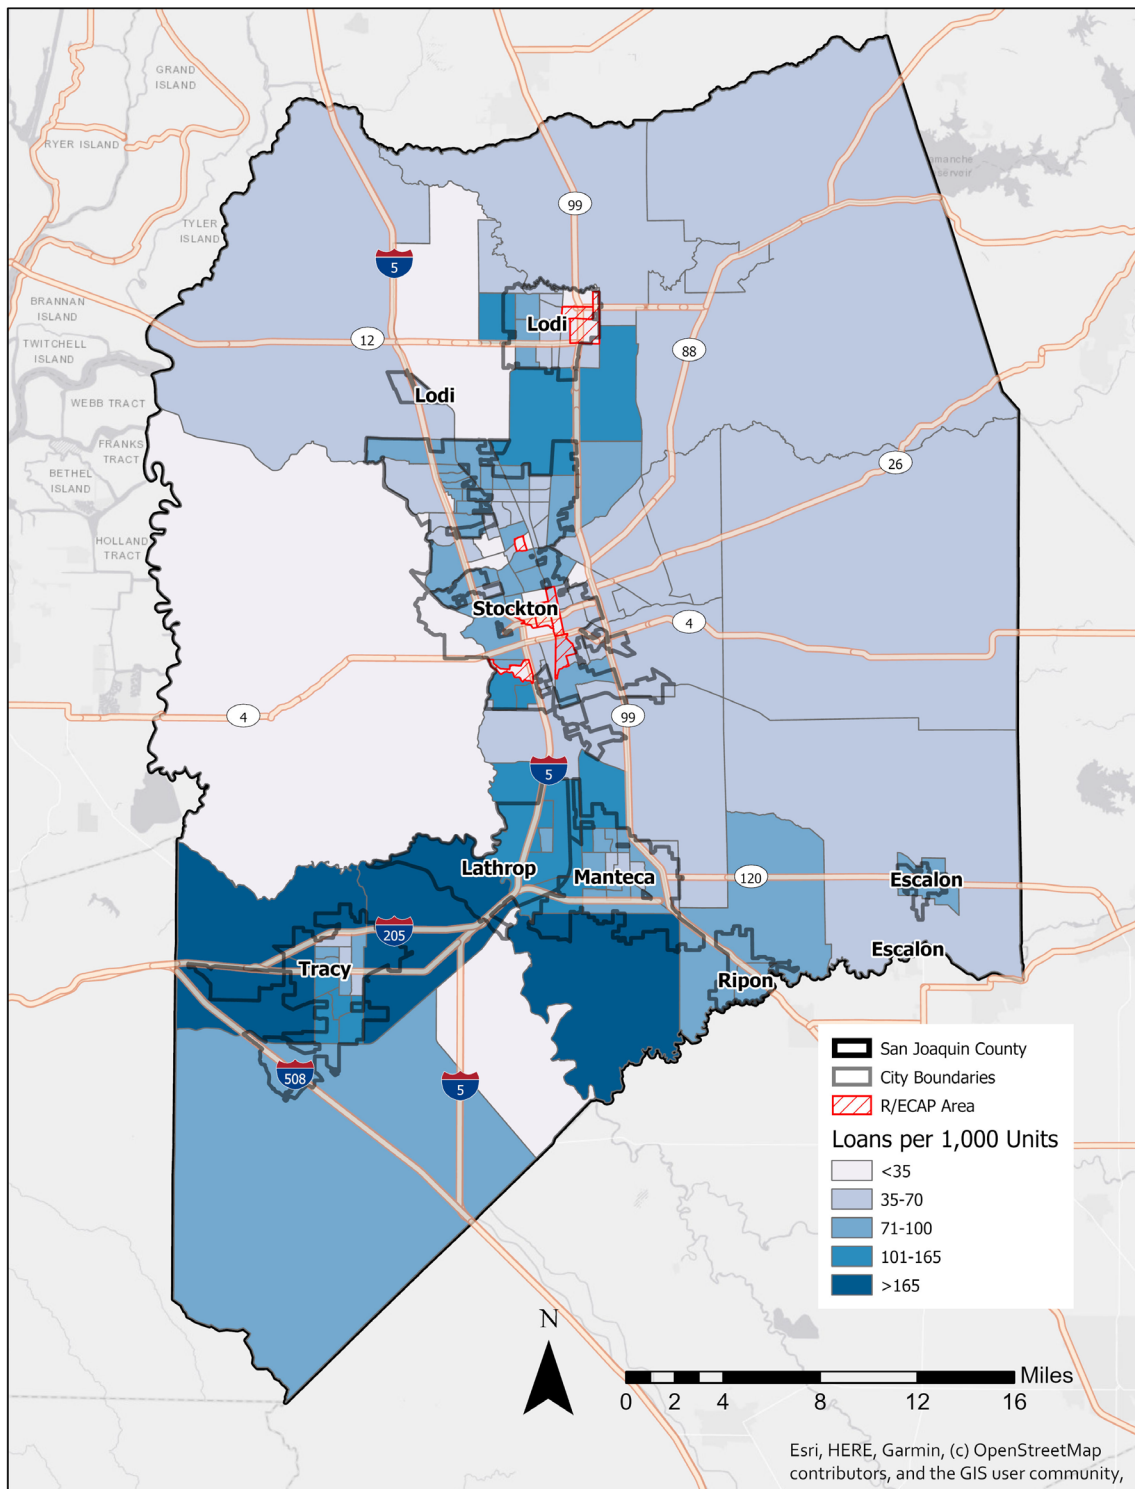 GRAND
ISLAND
RYER ISLAND
TYLER
ISLAND
99
5
BRANNAN
ISLAND
TWITCHELL
ISLAND
12
Lodi
88
WEBB TRACT
Lodi
FRANKS
TRACT
BETHEL
ISLAND
26
HOLLAND
TRACT
Stockton
4
4
99
5
Lathrop
Manteca
120
Escalon
205
Tracy
Escalon
Ripon
508
5
San Joaquin County
City Boundaries
R/ECAP Area
Loans per 1,000 Units
<35
35-70
71-100
101-165
>165
N
Miles
0 2 4 8 12 16
Esri, HERE, Garmin, (c) OpenStreetMap
contributors, and the GIS user community,